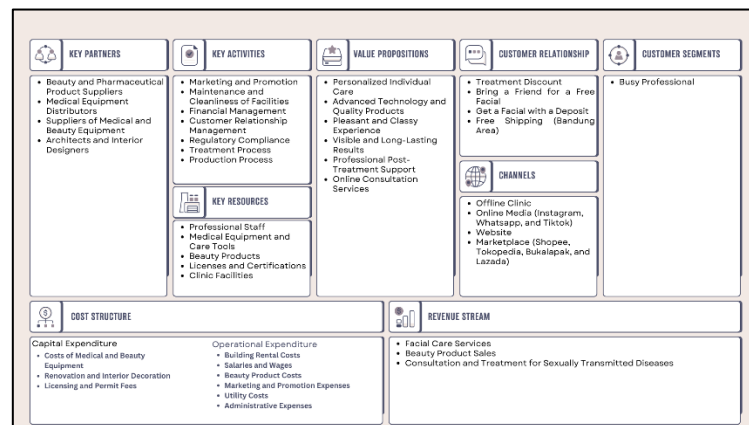 KEY PARTNERS
• Beauty and Pharmaceutical
Product Suppliers
• Medical Equipment
Distributors
• Suppliers of Medical and
Beauty Equipment
• Architects and Interior
Designers
KEY ACTIVITIES
• Marketing and Promotion
• Maintenance and
Cleanliness of Facilities
• Financial Management
• Customer Relationship
Management
• Regulatory Compliance
• Treatment Process
• Production Process
KEY RESOURCES
• Professional Staff
• Medical Equipment and
Care Tools
• Beauty Products
• Licenses and Certifications
• Clinic Facilities
VALUE PROPOSITIONS
• Personalized Individual
Care
• Advanced Technology and
Quality Products
• Pleasant and Classy
Experience
• Visible and Long-Lasting
Results
• Professional Post-
Treatment Support
• Online Consultation
Services
CUSTOMER RELATIONSHIP
• Treatment Discount
• Bring a Friend for a Free
Facial
• Get a Facial with a Deposit
• Free Shipping (Bandung
Area)
CHANNELS
• Offline Clinic
• Online Media (Instagram,
Whatsapp, and Tiktok)
• Website
• Marketplace (Shopee,
Tokopedia, Bukalapak, and
Lazada)
CUSTOMER SEGMENTS
• Busy Professional
COST STRUCTURE
Capital Expenditure
• Costs of Medical and Beauty
Equipment
• Renovation and Interior Decoration
• Licensing and Permit Fees
Operational Expenditure
• Building Rental Costs
• Salaries and Wages
• Beauty Product Costs
• Marketing and Promotion Expenses
• Utility Costs
• Administrative Expenses
REVENUE STREAM
• Facial Care Services
• Beauty Product Sales
• Consultation and Treatment for Sexually Transmitted Diseases